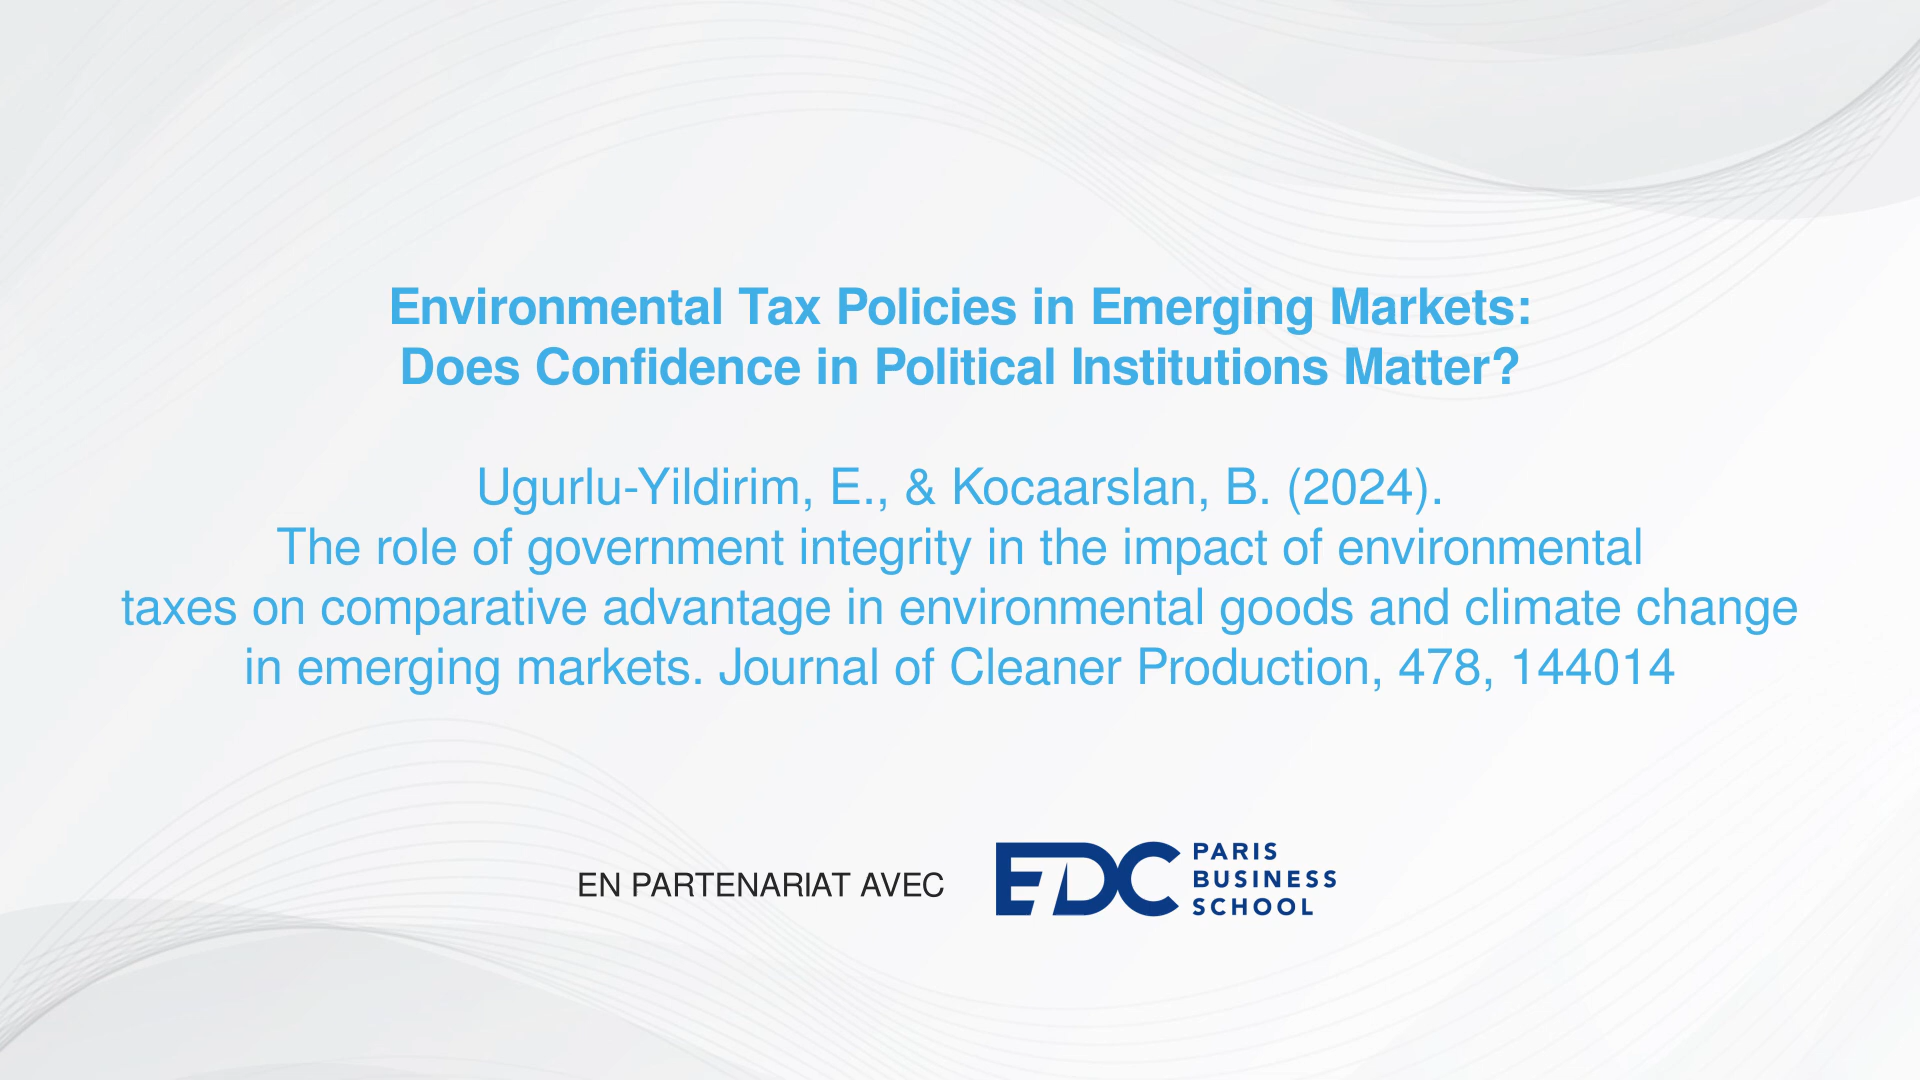 Environmental Tax Policies in Emerging Markets:
Does Confidence in Political Institutions Matter?
Ugurlu-Yildirim, E., & Kocaarslan, B. (2024).
The role of government integrity in the impact of environmental
taxes on comparative advantage in environmental goods and climate change
in emerging markets. Journal of Cleaner Production, 478, 144014
EN PARTENARIAT AVEC
EDC
PARIS
BUSINESS
SCHOOL